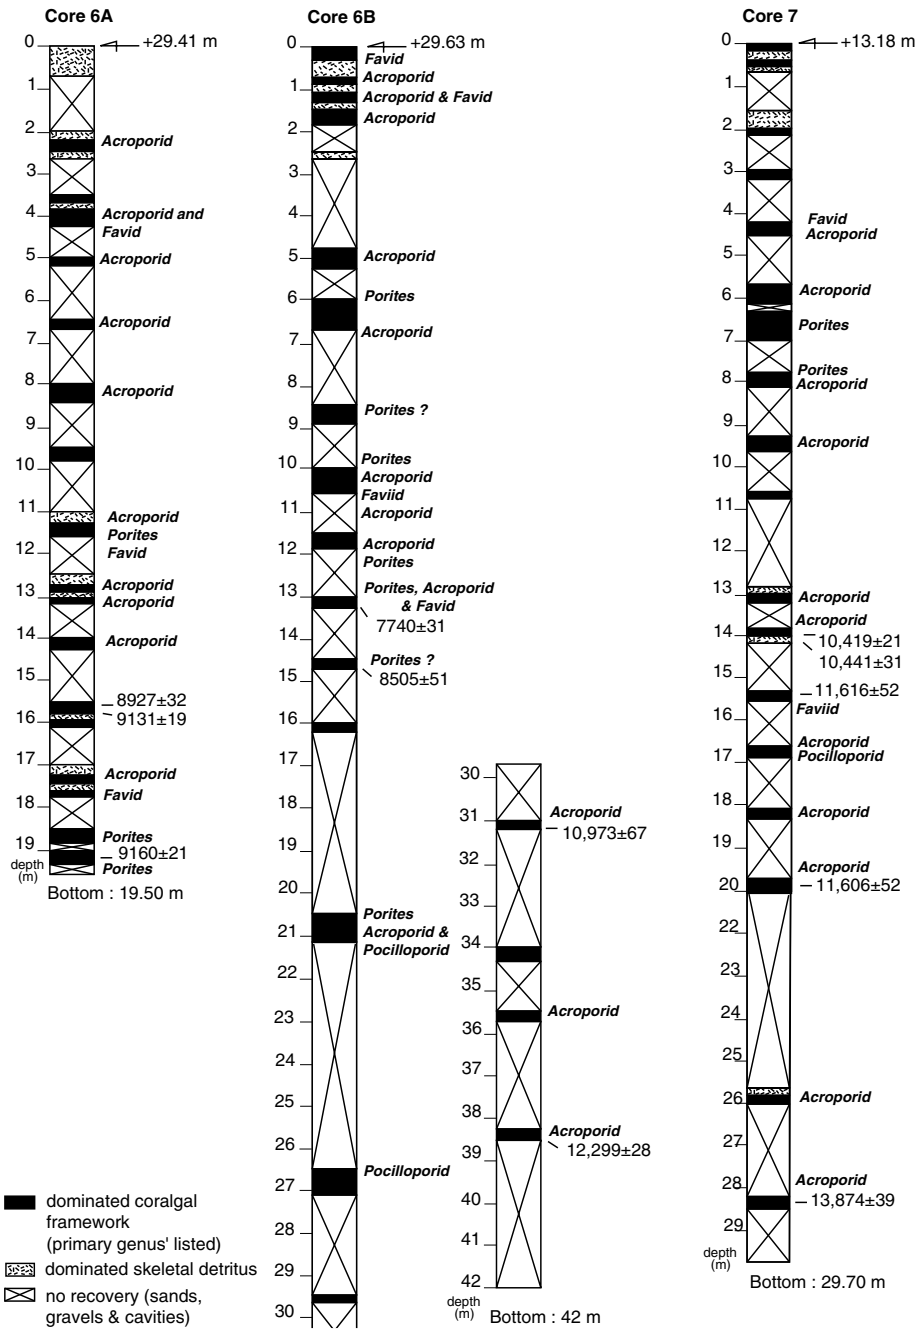 Core 6A
+29.41 m
0
1
2
Acroporid
3
4
Acroporid and
Favid
5
Acroporid
6
Acroporid
7
8
Acroporid
9
10
11
Acroporid
Porites
Favid
12
13
Acroporid
Acroporid
14
Acroporid
15
8927±32
9131±19
16
17
Acroporid
Favid
18
Porites
19
9160±21
depth
(m)
Porites
Bottom : 19.50 m
Core 6B
+29.63 m
0
Favid
Acroporid
1
Acroporid & Favid
Acroporid
2
3
4
5
Acroporid
6
Porites
7
Acroporid
8
Porites ?
9
Porites
10
Acroporid
Faviid
Acroporid
11
12
Acroporid
Porites
13
Porites, Acroporid
& Favid
7740±31
14
Porites ?
15
8505±51
16
17
18
19
20
Porites
21
Acroporid &
Pocilloporid
22
23
24
25
26
27
Pocilloporid
28
29
30
30
31
Acroporid
10,973±67
32
33
34
35
Acroporid
36
37
38
Acroporid
12,299±28
39
40
41
42
depth
(m)
Bottom : 42 m
Core 7
+13.18 m
0
1
2
3
4
Favid
Acroporid
5
6
Acroporid
Porites
7
Porites
8
Acroporid
9
Acroporid
10
11
12
13
Acroporid
Acroporid
14
10,419±21
10,441±31
15
11,616±52
Faviid
16
Acroporid
17
Pocilloporid
18
Acroporid
19
Acroporid
20
11,606±52
22
23
24
25
26
Acroporid
27
28
Acroporid
13,874±39
29
depth
(m)
Bottom : 29.70 m
dominated coralgal
framework
(primary genus' listed)
dominated skeletal detritus
no recovery (sands,
gravels & cavities)